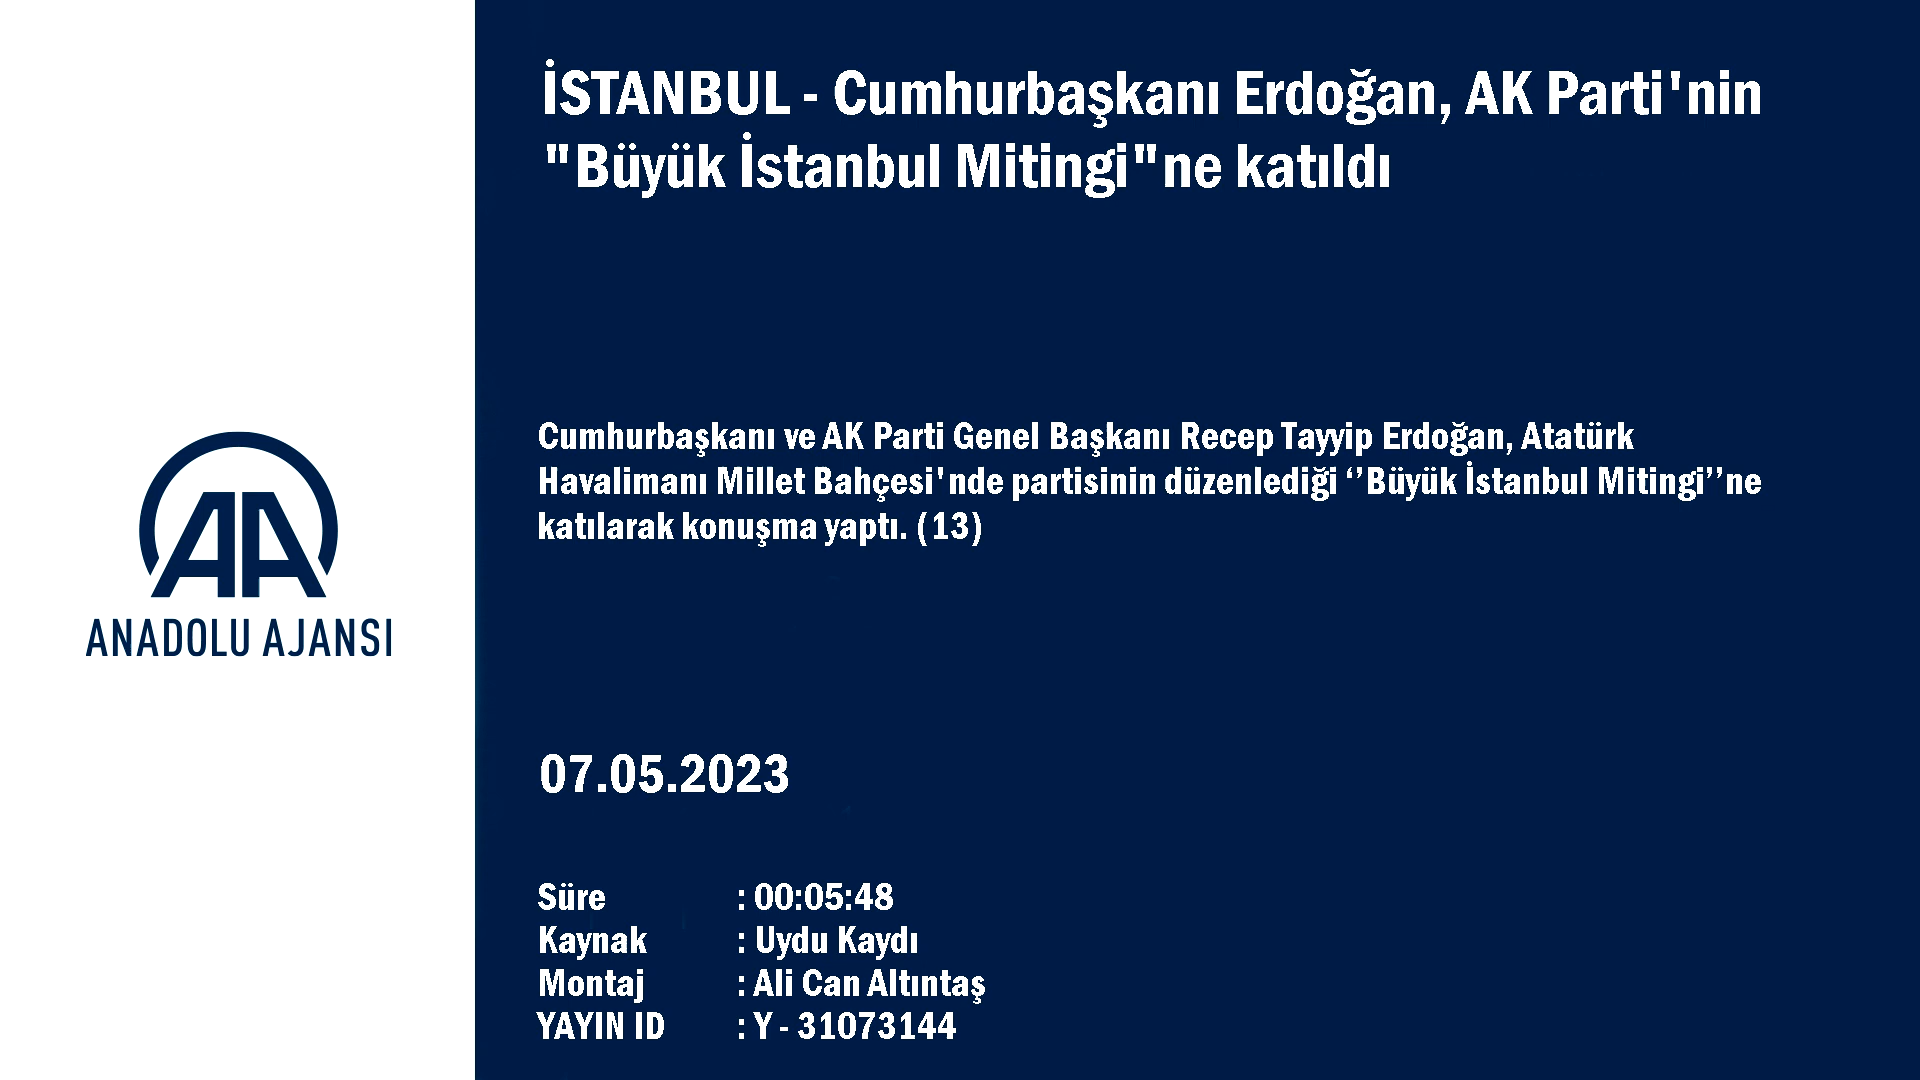 İSTANBUL - Cumhurbaşkanı Erdoğan, AK Parti'nin
"Büyük İstanbul Mitingi"ne katıldı
Cumhurbaşkanı ve AK Parti Genel Başkanı Recep Tayyip Erdoğan, Atatürk
Havalimanı Millet Bahçesi'nde partisinin düzenlediği ‘’Büyük İstanbul Mitingi’’ne
katılarak konuşma yaptı. (13)
AA
ANADOLU AJANSI
07.05.2023
Süre : 00:05:48
Kaynak : Uydu Kaydı
Montaj : Ali Can Altıntaş
YAYIN ID : Y - 31073144